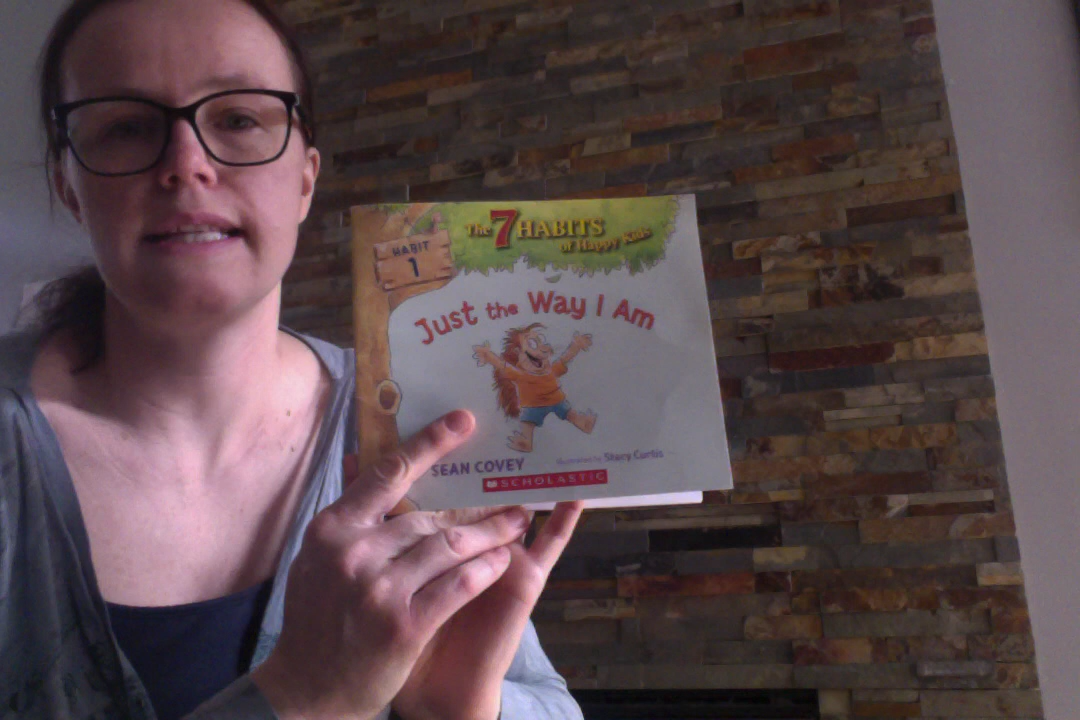 The 7 HABITS
of Happy Kids
HABIT
1
Just the Way I Am
SEAN COVEY
Illustrated by Stacy Curtis
SCHOLASTIC